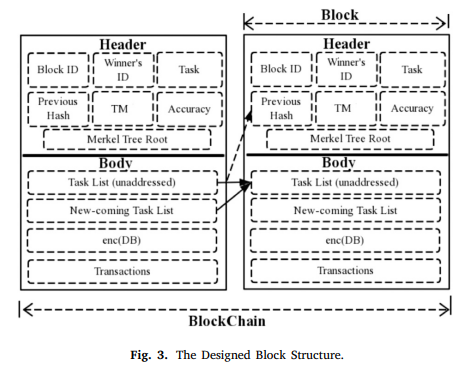 Block
Header
Block ID
Winner's
ID
Task
Previous
Hash
TM
Accuracy
Merkel Tree Root
Body
Task List (unaddressed)
New-coming Task List
enc(DB)
Transactions
Header
Block ID
Winner's
ID
Task
Previous
Hash
TM
Accuracy
Merkel Tree Root
Body
Task List (unaddressed)
New-coming Task List
enc(DB)
Transactions
BlockChain
Fig. 3. The Designed Block Structure.